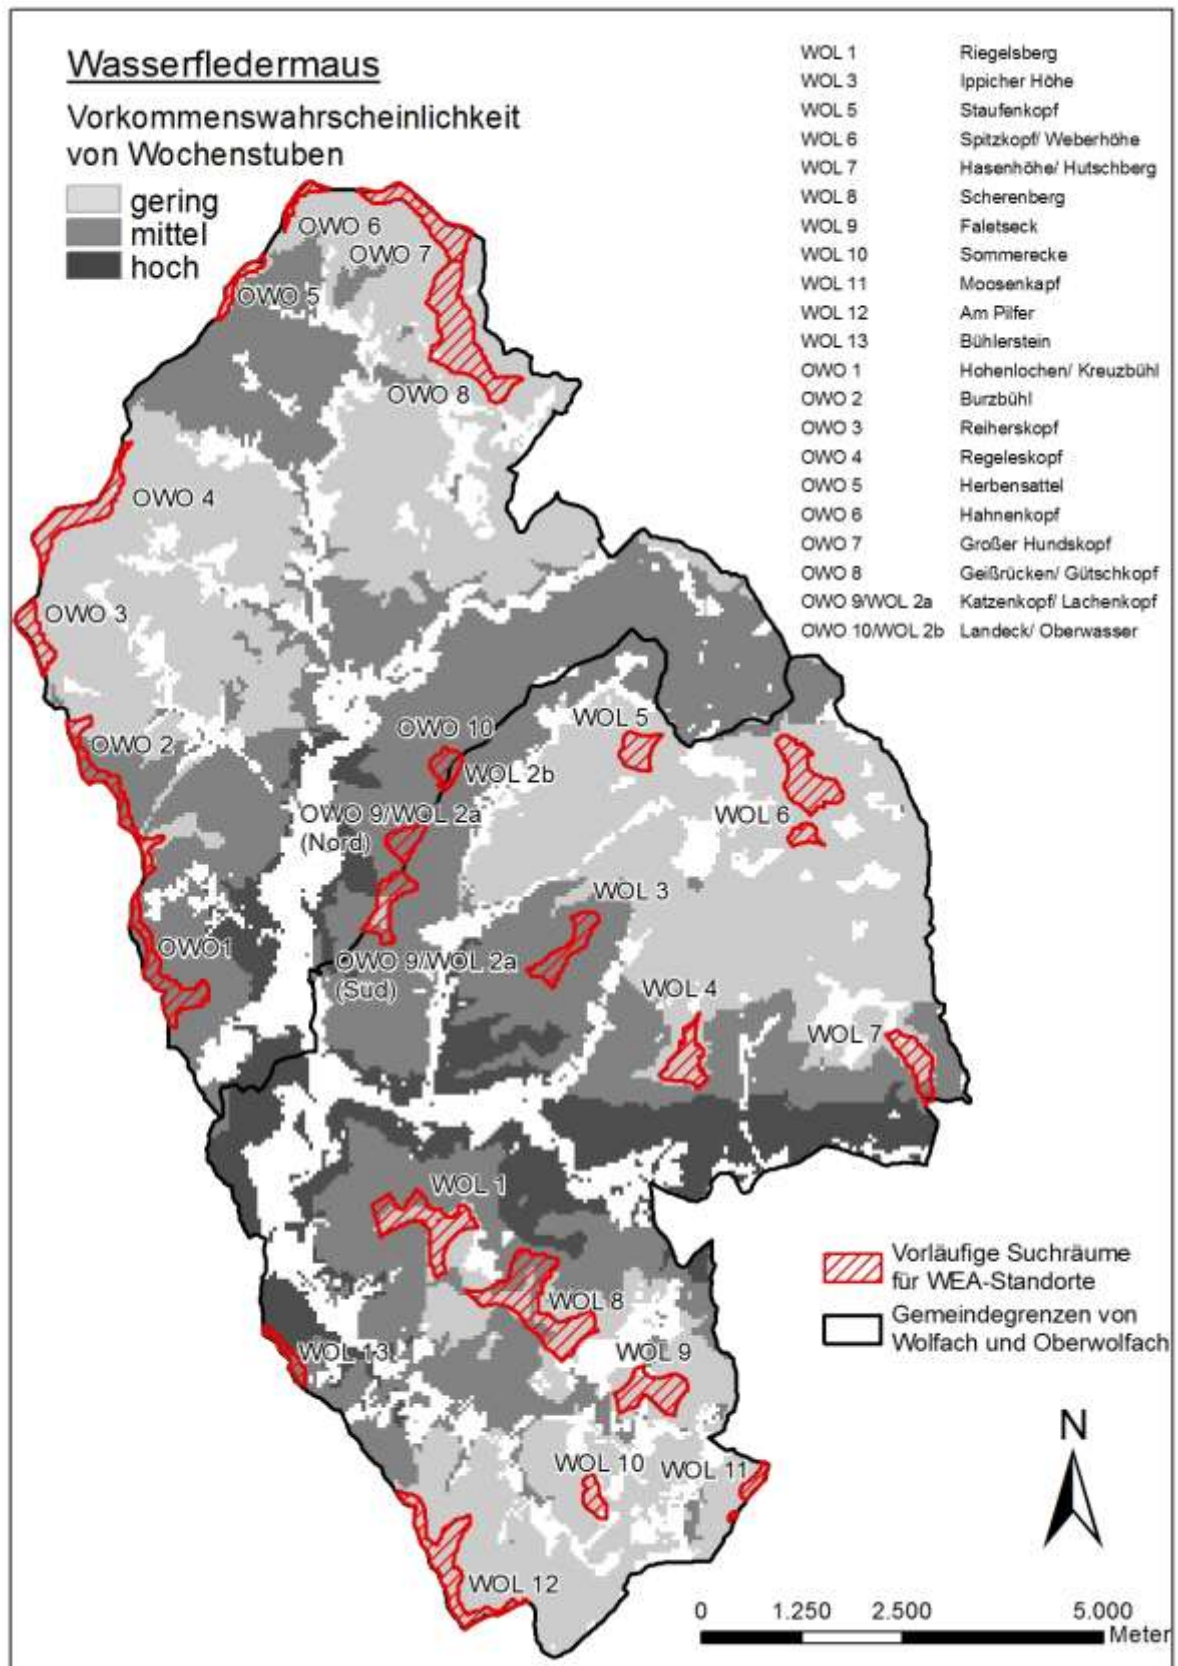 Wasserfledermaus
Vorkommenswahrscheinlichkeit
von Wochenstuben
gering
mittel
hoch
WOL 1 Riegelsberg
WOL 3 Ippicher Höhe
WOL 5 Staufenkopf
WOL 6 Spitzkopf/ Weberhöhe
WOL 7 Hasenhöhe/ Hutschberg
WOL 8 Scherenberg
WOL 9 Faletseck
WOL 10 Sommerecke
WOL 11 Moosenkapf
WOL 12 Am Pilfer
WOL 13 Bühlerstein
OWO 1 Hohenlochen/ Kreuzbühl
OWO 2 Burzbühl
OWO 3 Reiherskopf
OWO 4 Regeleskopf
OWO 5 Herbensattel
OWO 6 Hahnenkopf
OWO 7 Großer Hundskopf
OWO 8 Geißrücken/ Gütschkopf
OWO 9/WOL 2a Katzenkopf/ Lachenkopf
OWO 10/WOL 2b Landeck/ Oberwasser
OWO 6
OWO 7
OWO 5
OWO 8
OWO 4
OWO 3
OWO 2
OWO 10
WOL 5
WOL 2b
OWO 9/WOL 2a
(Nord)
WOL 6
WOL 3
OWO1
OWO 9/WOL 2a
(Süd)
WOL 4
WOL 7
WOL 1
WOL 8
WOL 13
WOL 9
WOL 10
WOL 11
WOL 12
Vorläufige Suchräume
für WEA-Standorte
Gemeindegrenzen von
Wolfach und Oberwolfach
N
0 1.250 2.500 5.000
Meter